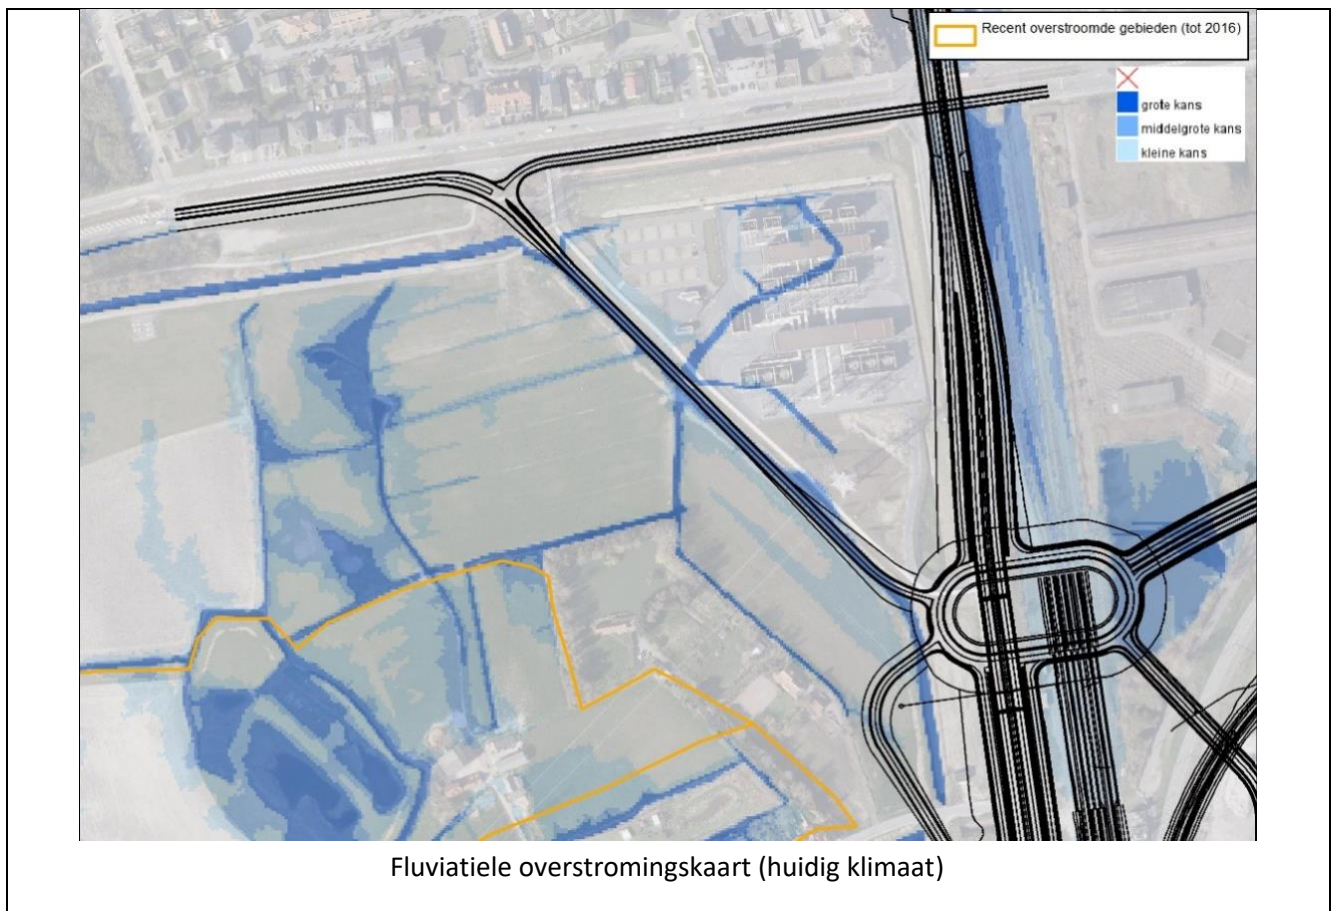 Recent overstroomde gebieden (tot 2016)
grote kans
middelgrote kans
kleine kans
Fluviatiele overstromingskaart (huidig klimaat)